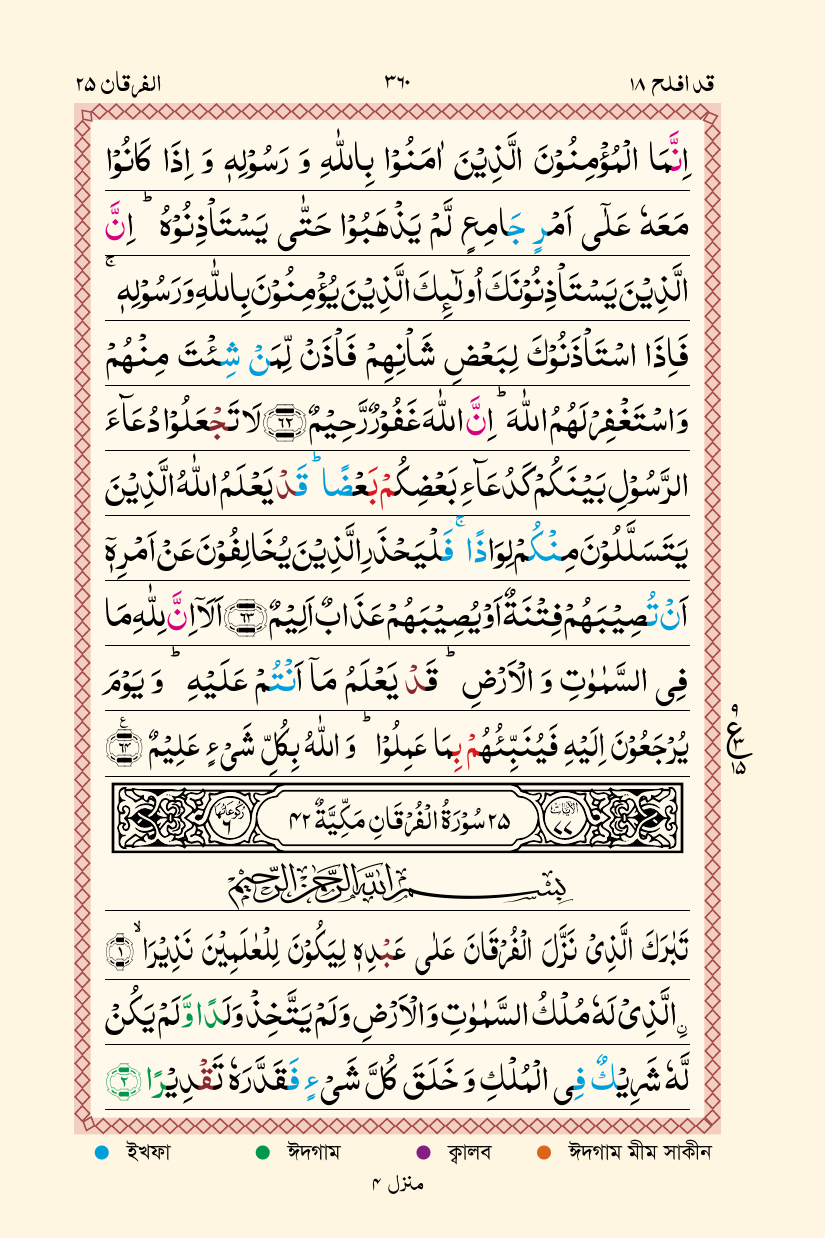 قد افلح ١٨ ٣٦٠ الفرقان ٢٥
اِنَّمَا الْمُؤْمِنُوْنَ الَّذِيْنَ اٰمَنُوْا بِاللّٰهِ وَ رَسُوْلِهٖ وَ اِذَا كَانُوْا
مَعَهٗ عَلٰٓى اَمْرٍ جَامِعٍ لَّمْ يَذْهَبُوْا حَتّٰى يَسْتَاْذِنُوْهُ ؕ اِنَّ
الَّذِيْنَ يَسْتَاْذِنُوْنَكَ اُولٰٓئِكَ الَّذِيْنَ يُؤْمِنُوْنَ بِاللّٰهِ وَرَسُوْلِهٖ ۚ
فَاِذَا اسْتَاْذَنُوْكَ لِبَعْضِ شَاْنِهِمْ فَاْذَنْ لِّمَنْ شِئْتَ مِنْهُمْ
وَاسْتَغْفِرْ لَهُمُ اللّٰهَ ؕ اِنَّ اللّٰهَ غَفُوْرٌ رَّحِيْمٌ ﴿٦٢﴾ لَا تَجْعَلُوْا دُعَآءَ
الرَّسُوْلِ بَيْنَكُمْ كَدُعَآءِ بَعْضِكُمْ بَعْضًا ؕ قَدْ يَعْلَمُ اللّٰهُ الَّذِيْنَ
يَتَسَلَّلُوْنَ مِنْكُمْ لِوَاذًا ۚ فَلْيَحْذَرِ الَّذِيْنَ يُخَالِفُوْنَ عَنْ اَمْرِهٖٓ
اَنْ تُصِيْبَهُمْ فِتْنَةٌ اَوْ يُصِيْبَهُمْ عَذَابٌ اَلِيْمٌ ﴿٦٣﴾ اَلَآ اِنَّ لِلّٰهِ مَا
فِى السَّمٰوٰتِ وَ الْاَرْضِ ؕ قَدْ يَعْلَمُ مَآ اَنْتُمْ عَلَيْهِ ؕ وَ يَوْمَ
يُرْجَعُوْنَ اِلَيْهِ فَيُنَبِّئُهُمْ بِمَا عَمِلُوْا ؕ وَ اللّٰهُ بِكُلِّ شَىْءٍ عَلِيْمٌ ﴿٦٤﴾ ع
٩ ع ١٥
الاٰيات ٧٧ ٢٥ سُوْرَةُ الْفُرْقَانِ مَكِّيَّةٌ ٤٢ ركوعاتها ٦
بِسْمِ اللّٰهِ الرَّحْمٰنِ الرَّحِيْمِ
تَبٰرَكَ الَّذِىْ نَزَّلَ الْفُرْقَانَ عَلٰى عَبْدِهٖ لِيَكُوْنَ لِلْعٰلَمِيْنَ نَذِيْرَا ۙ ﴿١﴾
ۨالَّذِىْ لَهٗ مُلْكُ السَّمٰوٰتِ وَالْاَرْضِ وَلَمْ يَتَّخِذْ وَلَدًا وَّلَمْ يَكُنْ
لَّهٗ شَرِيْكٌ فِى الْمُلْكِ وَ خَلَقَ كُلَّ شَىْءٍ فَقَدَّرَهٗ تَقْدِيْرًا ﴿٢﴾
ইখফা ঈদগাম ক্বালব ঈদগাম মীম সাকীন
منزل ٤